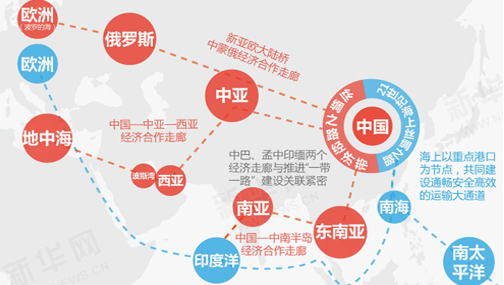 欧洲
波罗的海
俄罗斯
欧洲
新亚欧大陆桥
中蒙俄经济合作走廊
中亚
丝绸之路经济带
21世纪海上丝绸之路
中国
地中海
中国—中亚—西亚
经济合作走廊
波斯湾
西亚
中巴、孟中印缅两个
经济走廊与推进“一带
一路”建设关联紧密
海上以重点港口
为节点，共同建
设通畅安全高效
的运输大通道
南亚
南海
中国—中南半岛
经济合作走廊
东南亚
印度洋
南太
平洋
新华网